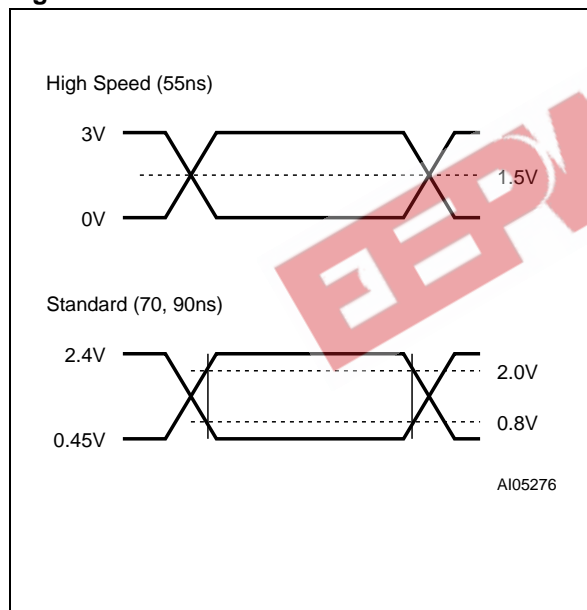 High Speed (55ns)
3V
1.5V
0V
Standard (70, 90ns)
2.4V
2.0V
0.8V
0.45V
AI05276